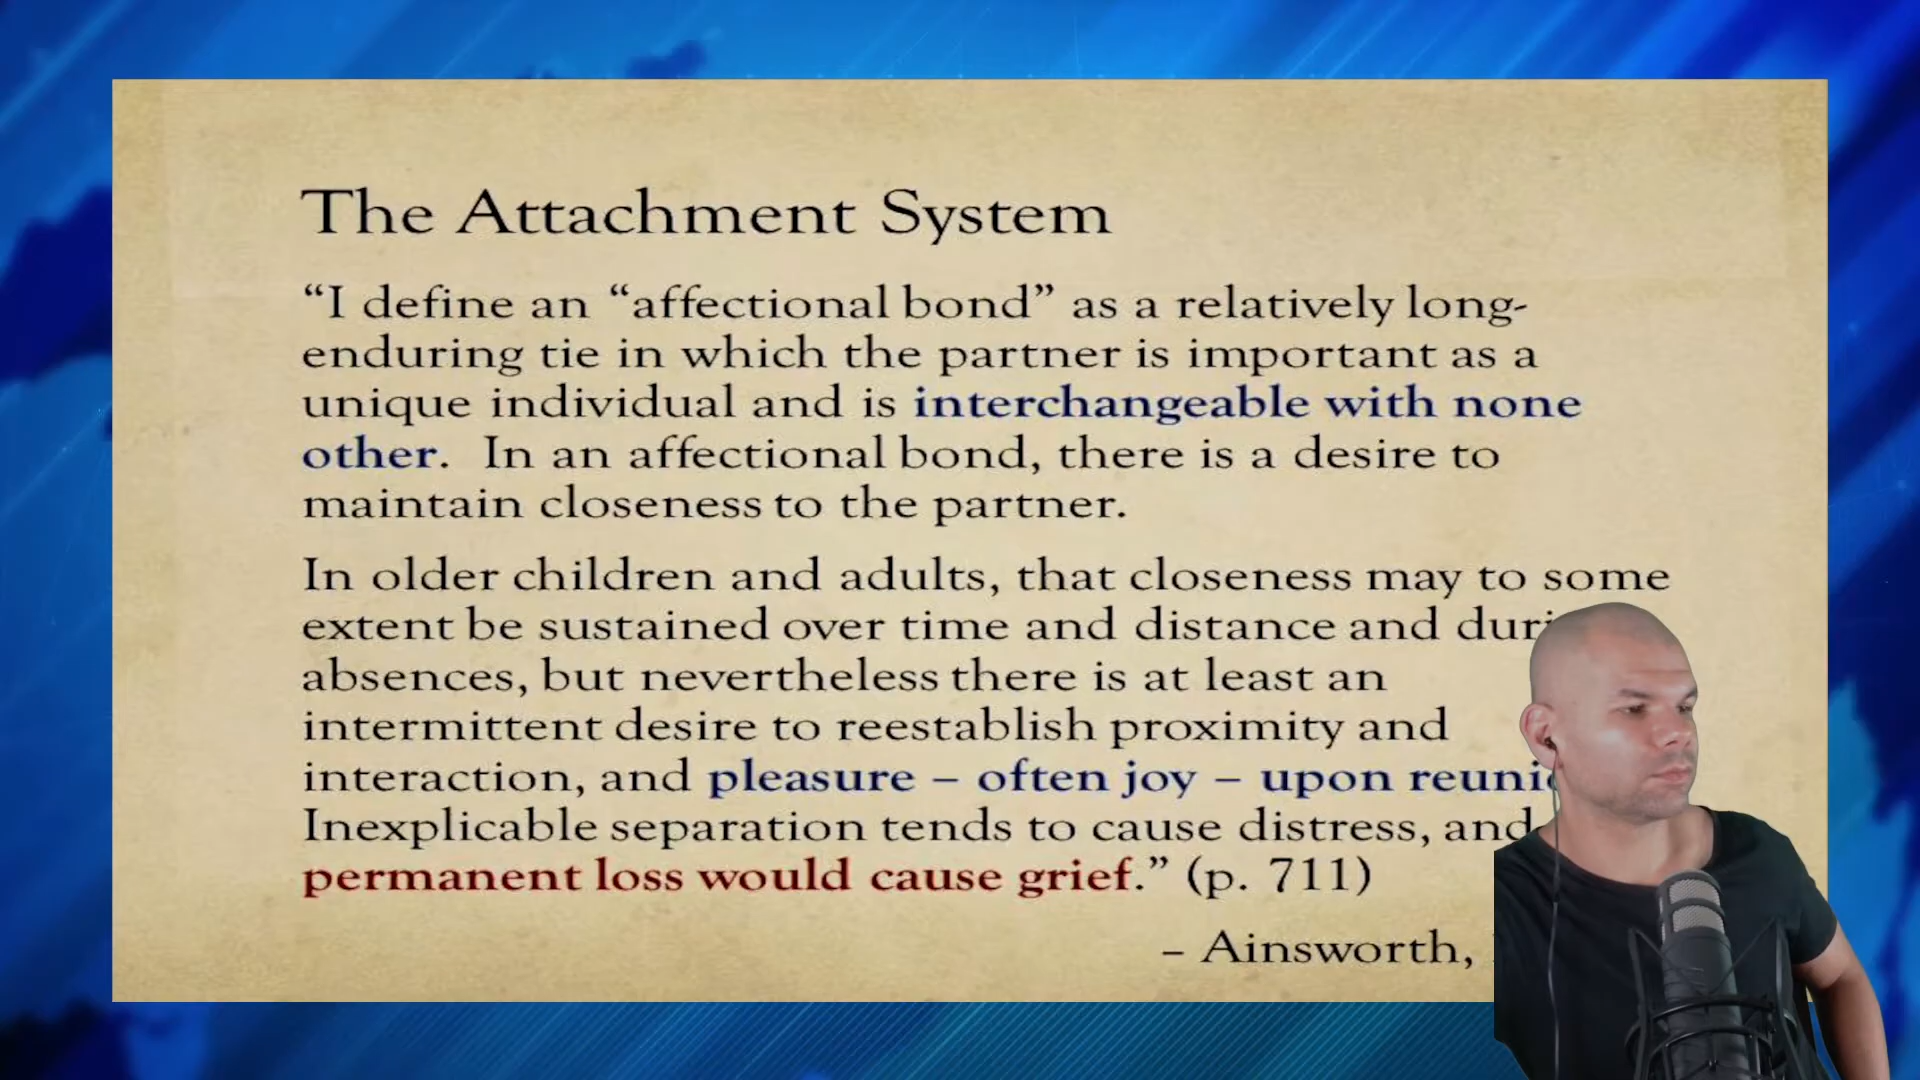 The Attachment System
“I define an “affectional bond” as a relatively long-
enduring tie in which the partner is important as a
unique individual and is interchangeable with none
other.  In an affectional bond, there is a desire to
maintain closeness to the partner.
In older children and adults, that closeness may to some
extent be sustained over time and distance and
absences, but nevertheless there is at least an
intermittent desire to reestablish proximity and
interaction, and pleasure – often joy – upon
Inexplicable separation tends to cause distress, and
permanent loss would cause grief.” (p. 711)
– Ainsworth,